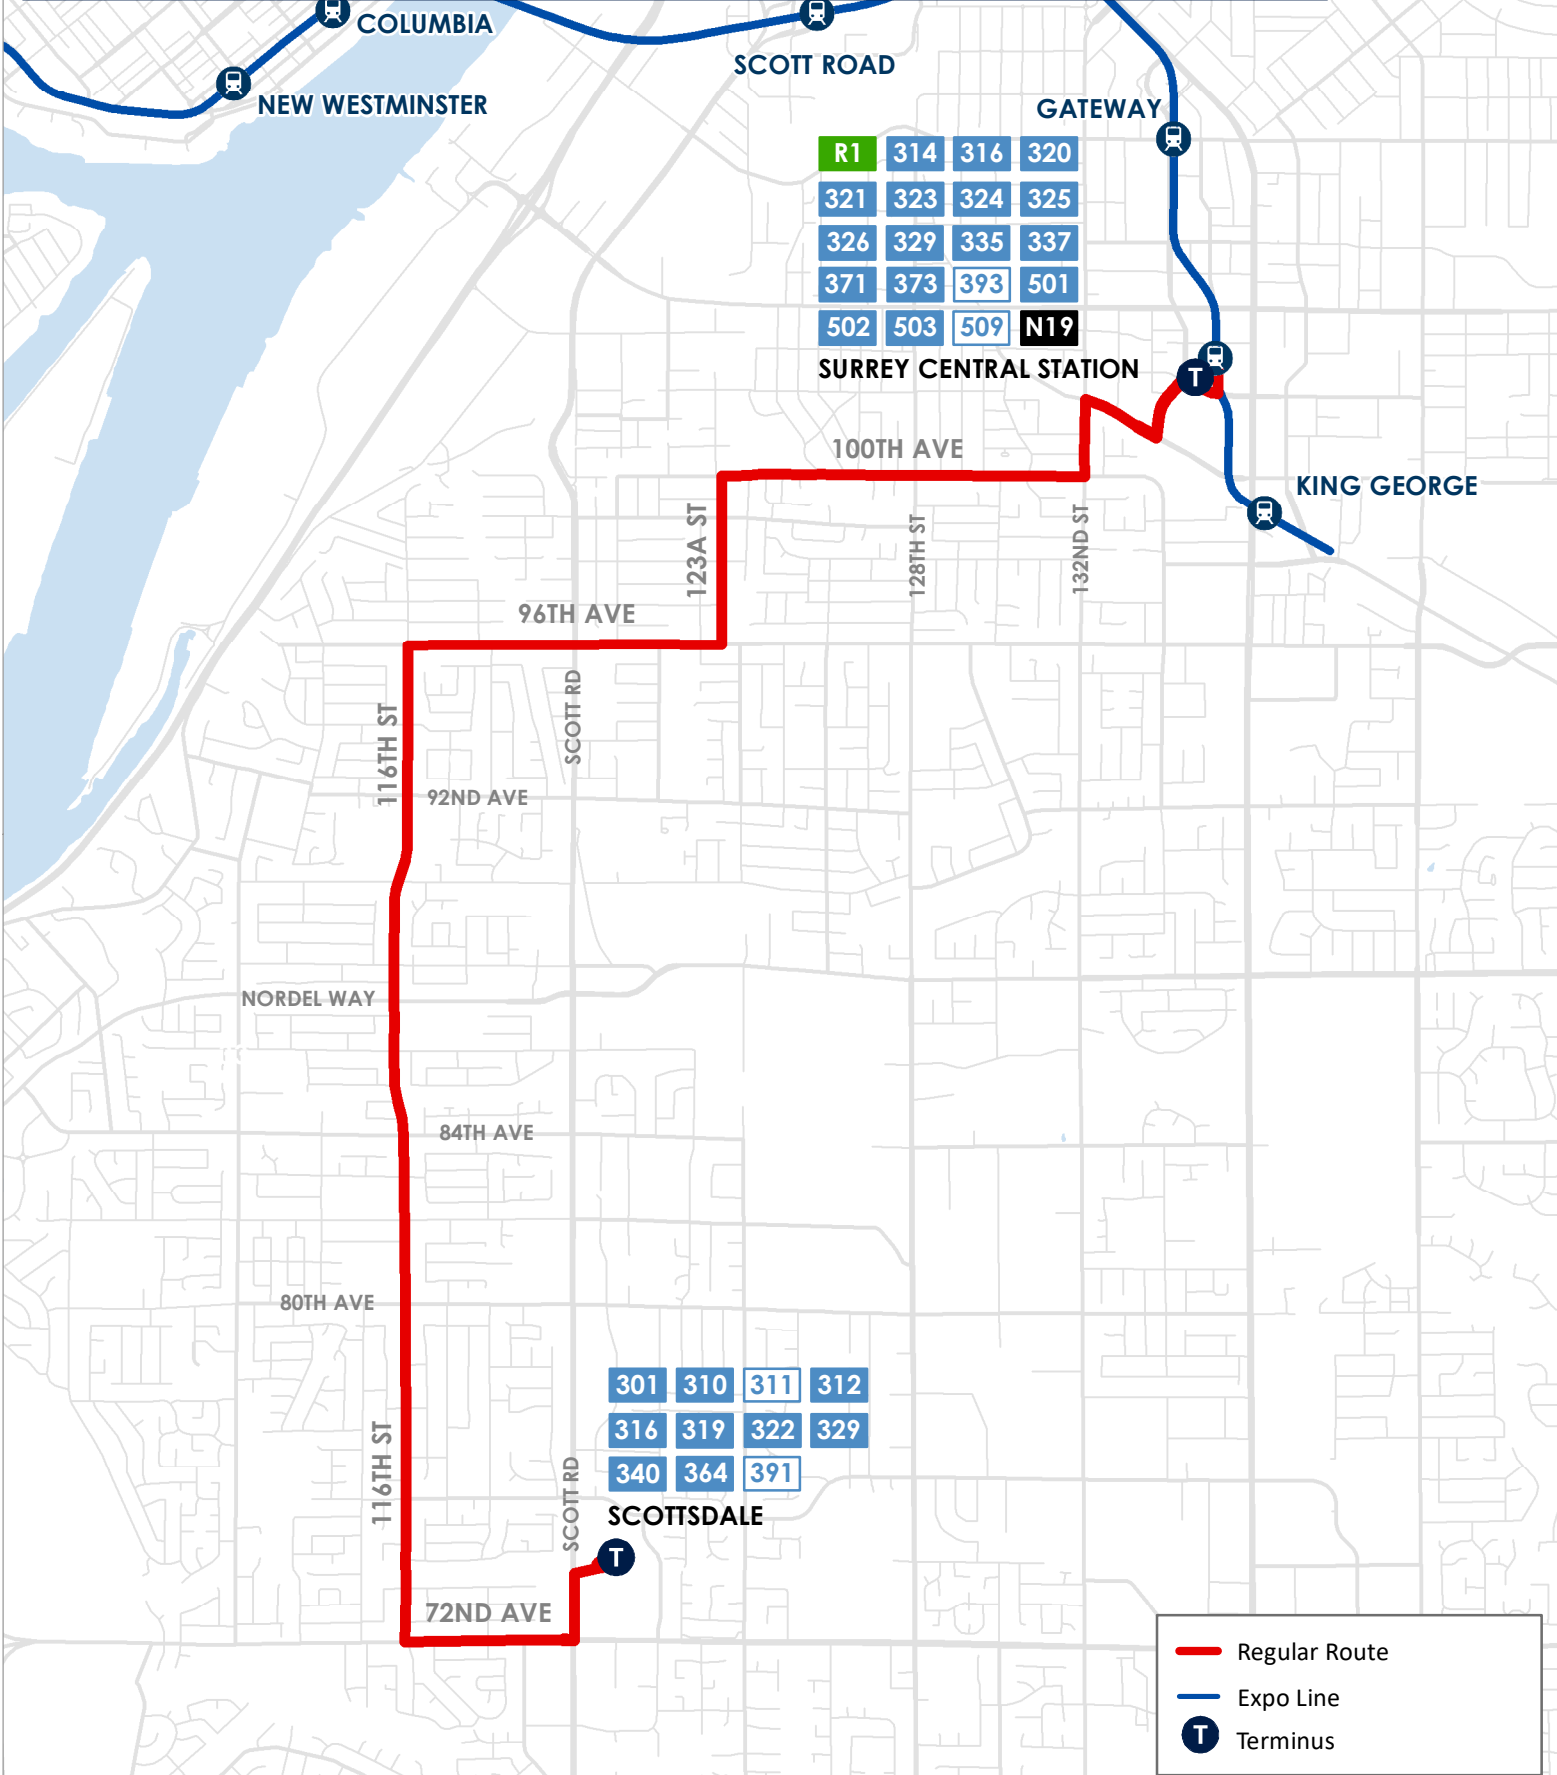 COLUMBIA
SCOTT ROAD
NEW WESTMINSTER
GATEWAY
R1 314 316 320
321 323 324 325
326 329 335 337
371 373 393 501
502 503 509 N19
SURREY CENTRAL STATION
T
100TH AVE
KING GEORGE
123A ST
128TH ST
132ND ST
96TH AVE
SCOTT RD
116TH ST
92ND AVE
NORDEL WAY
84TH AVE
80TH AVE
301 310 311 312
316 319 322 329
340 364 391
116TH ST
SCOTT RD
SCOTTSDALE
T
72ND AVE
Regular Route
Expo Line
T Terminus